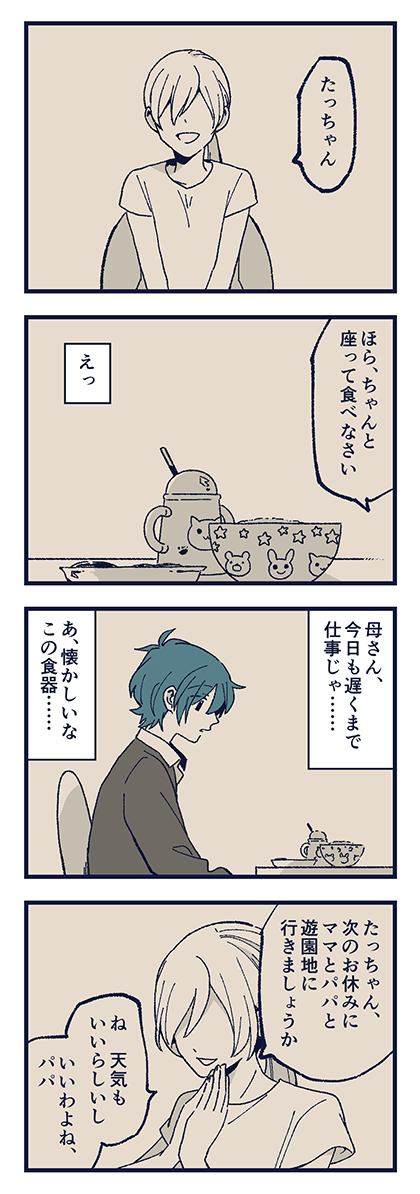 たっちゃん
ほら、ちゃんと
座って食べなさい
えっ
母さん、
今日も遅くまで
仕事じゃ……
あ、懐かしいな
この食器……
たっちゃん、
次のお休みに
ママとパパと
遊園地に
行きましょうか
ね 天気も
いいらしいし
いいわよね、
パパ